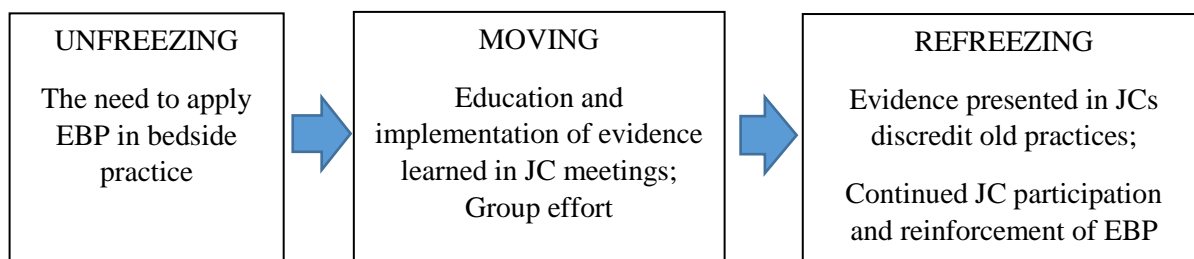 UNFREEZING
The need to apply
EBP in bedside
practice
MOVING
Education and
implementation of evidence
learned in JC meetings;
Group effort
REFREEZING
Evidence presented in JCs
discredit old practices;
Continued JC participation
and reinforcement of EBP